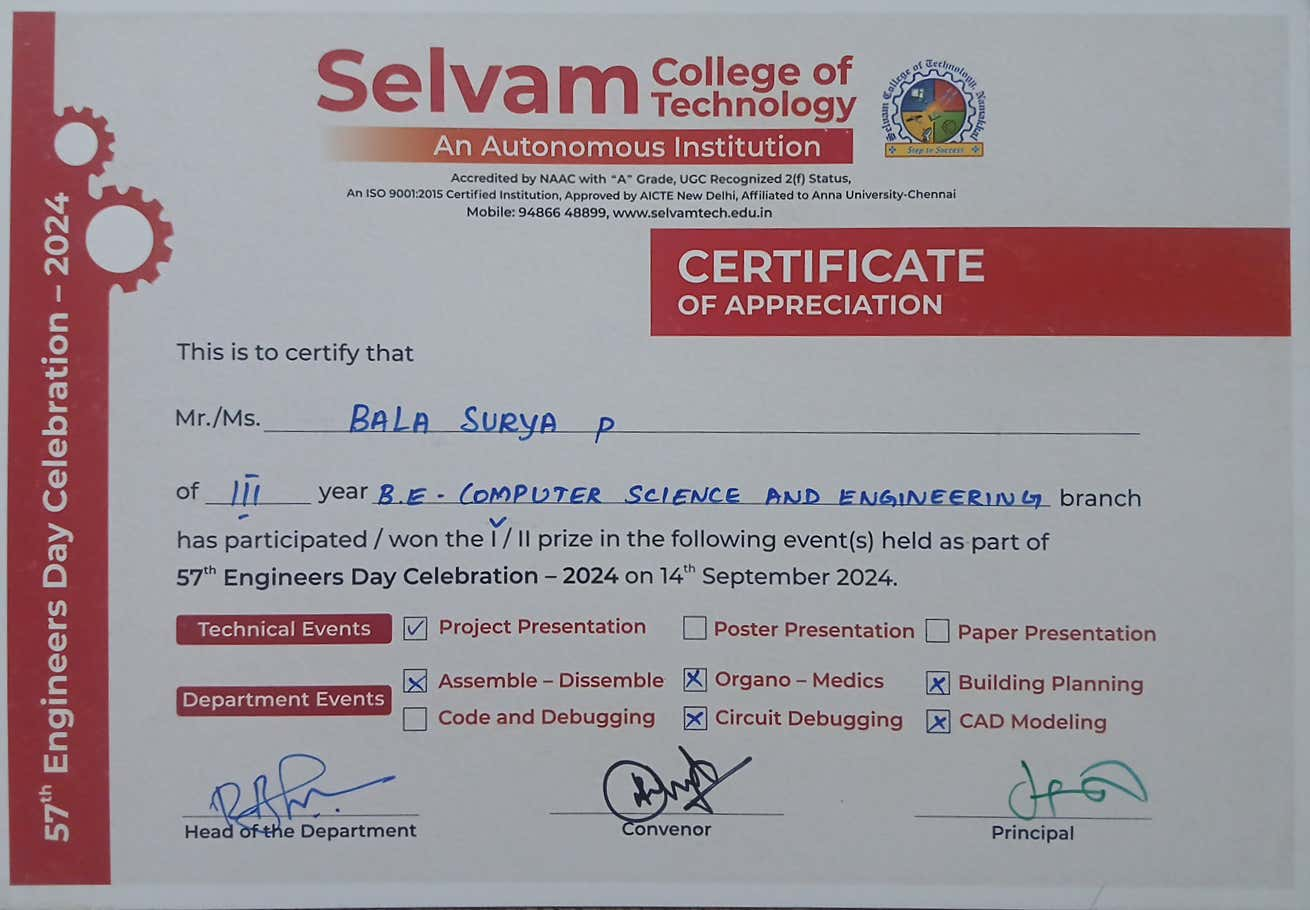 Selvam College of Technology
An Autonomous Institution
Selvam College of Technology, Namakkal
Step to Success
Accredited by NAAC with “A” Grade, UGC Recognized 2(f) Status,
An ISO 9001:2015 Certified Institution, Approved by AICTE New Delhi, Affiliated to Anna University-Chennai
Mobile: 94866 48899, www.selvamtech.edu.in
57th Engineers Day Celebration – 2024
CERTIFICATE
OF APPRECIATION
This is to certify that
Mr./Ms. BALA SURYA P
of III year B.E - COMPUTER SCIENCE AND ENGINEERING branch
has participated / won the I / II prize in the following event(s) held as part of
57th Engineers Day Celebration – 2024 on 14th September 2024.
Technical Events Project Presentation Poster Presentation Paper Presentation
Department Events Assemble – Dissemble Organo – Medics Building Planning
Code and Debugging Circuit Debugging CAD Modeling
Head of the Department Convenor Principal